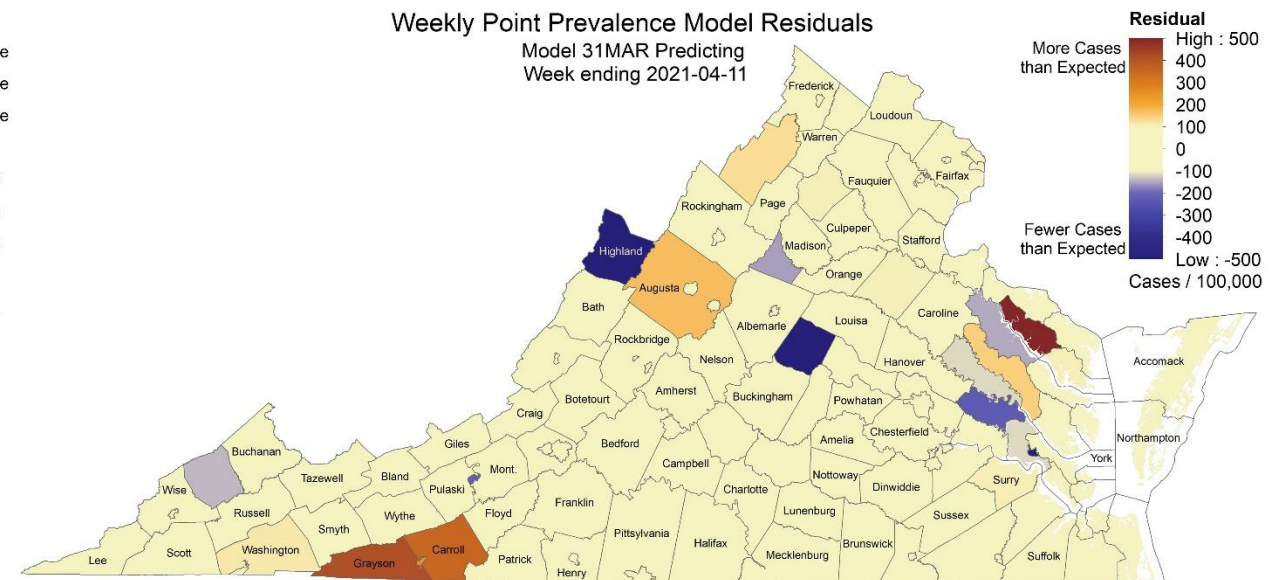 Weekly Point Prevalence Model Residuals
Model 31MAR Predicting
Week ending 2021-04-11
e
e
e
Residual
More Cases
than Expected
High : 500
400
300
200
100
0
-100
-200
-300
-400
Low : -500
Fewer Cases
than Expected
Cases / 100,000
Frederick
Loudoun
Warren
Fairfax
Fauquier
Rockingham
Page
Culpeper
Stafford
Madison
Highland
Orange
Augusta
Bath
Caroline
Louisa
Albemarle
Rockbridge
Hanover
Accomack
Nelson
Amherst
Buckingham
Powhatan
Botetourt
Craig
Chesterfield
Amelia
Northampton
Giles
Bedford
Buchanan
York
Campbell
Mont.
Tazewell
Bland
Nottoway
Surry
Wise
Pulaski
Charlotte
Dinwiddie
Russell
Franklin
Wythe
Floyd
Lunenburg
Sussex
Smyth
Pittsylvania
Halifax
Brunswick
Washington
Carroll
Scott
Lee
Grayson
Patrick
Mecklenburg
Suffolk
Henry